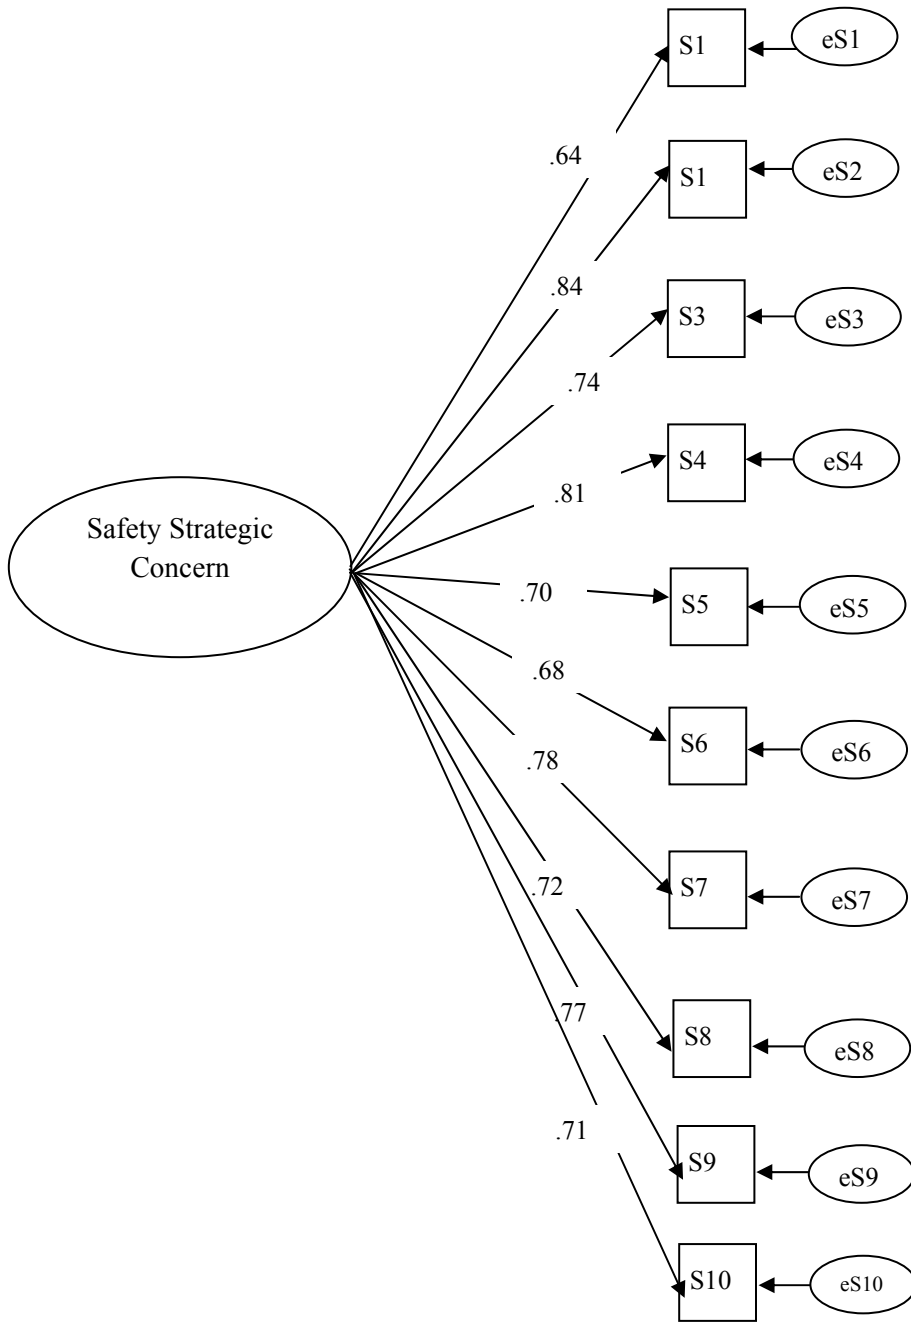 S1
eS1
.64
S1
eS2
.84
S3
eS3
.74
S4
eS4
.81
Safety Strategic
Concern
.70
S5
eS5
.68
S6
eS6
.78
S7
eS7
.72
S8
eS8
.77
S9
eS9
.71
S10
eS10